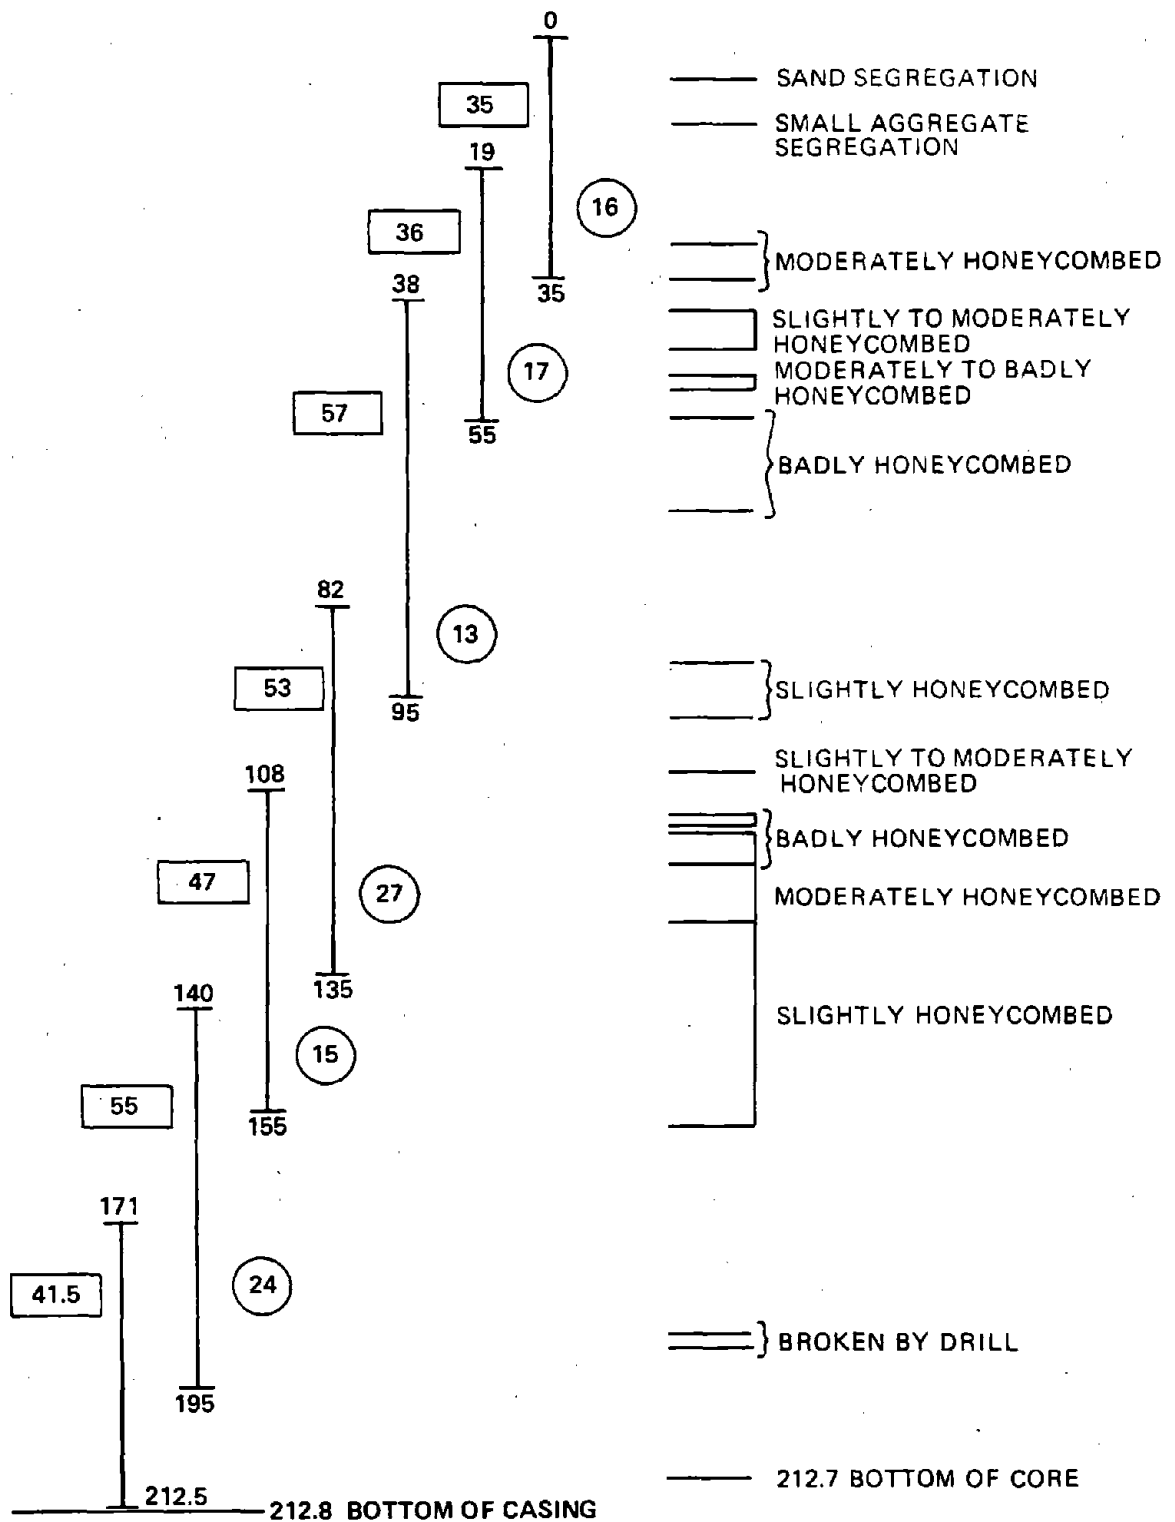 0
35
19
16
36
38
35
17
57
55
82
13
53
95
108
47
27
140
135
15
55
155
171
24
41.5
195
212.5
212.8 BOTTOM OF CASING
SAND SEGREGATION
SMALL AGGREGATE
SEGREGATION
MODERATELY HONEYCOMBED
SLIGHTLY TO MODERATELY
HONEYCOMBED
MODERATELY TO BADLY
HONEYCOMBED
BADLY HONEYCOMBED
SLIGHTLY HONEYCOMBED
SLIGHTLY TO MODERATELY
HONEYCOMBED
BADLY HONEYCOMBED
MODERATELY HONEYCOMBED
SLIGHTLY HONEYCOMBED
BROKEN BY DRILL
212.7 BOTTOM OF CORE